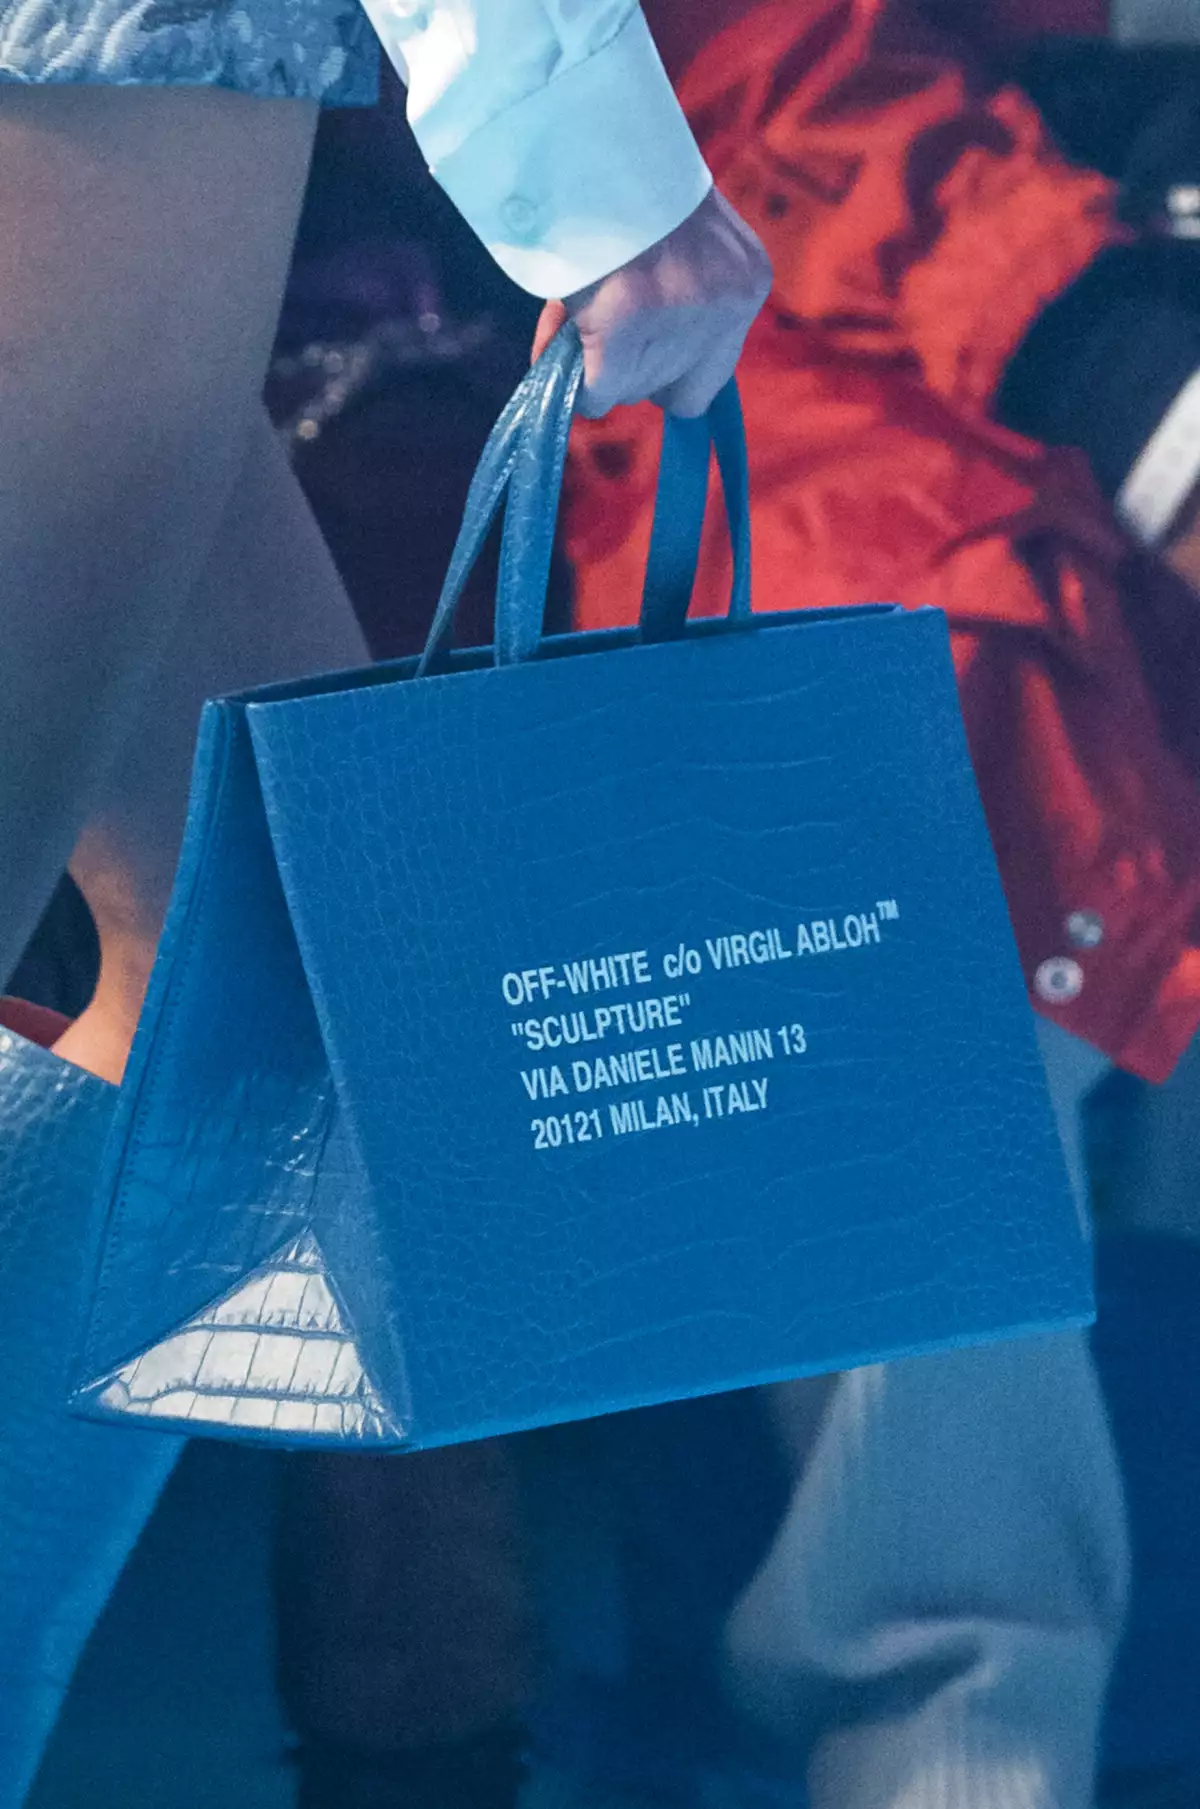 OFF-WHITE c/o VIRGIL ABLOH™
"SCULPTURE"
VIA DANIELE MANIN 13
20121 MILAN, ITALY